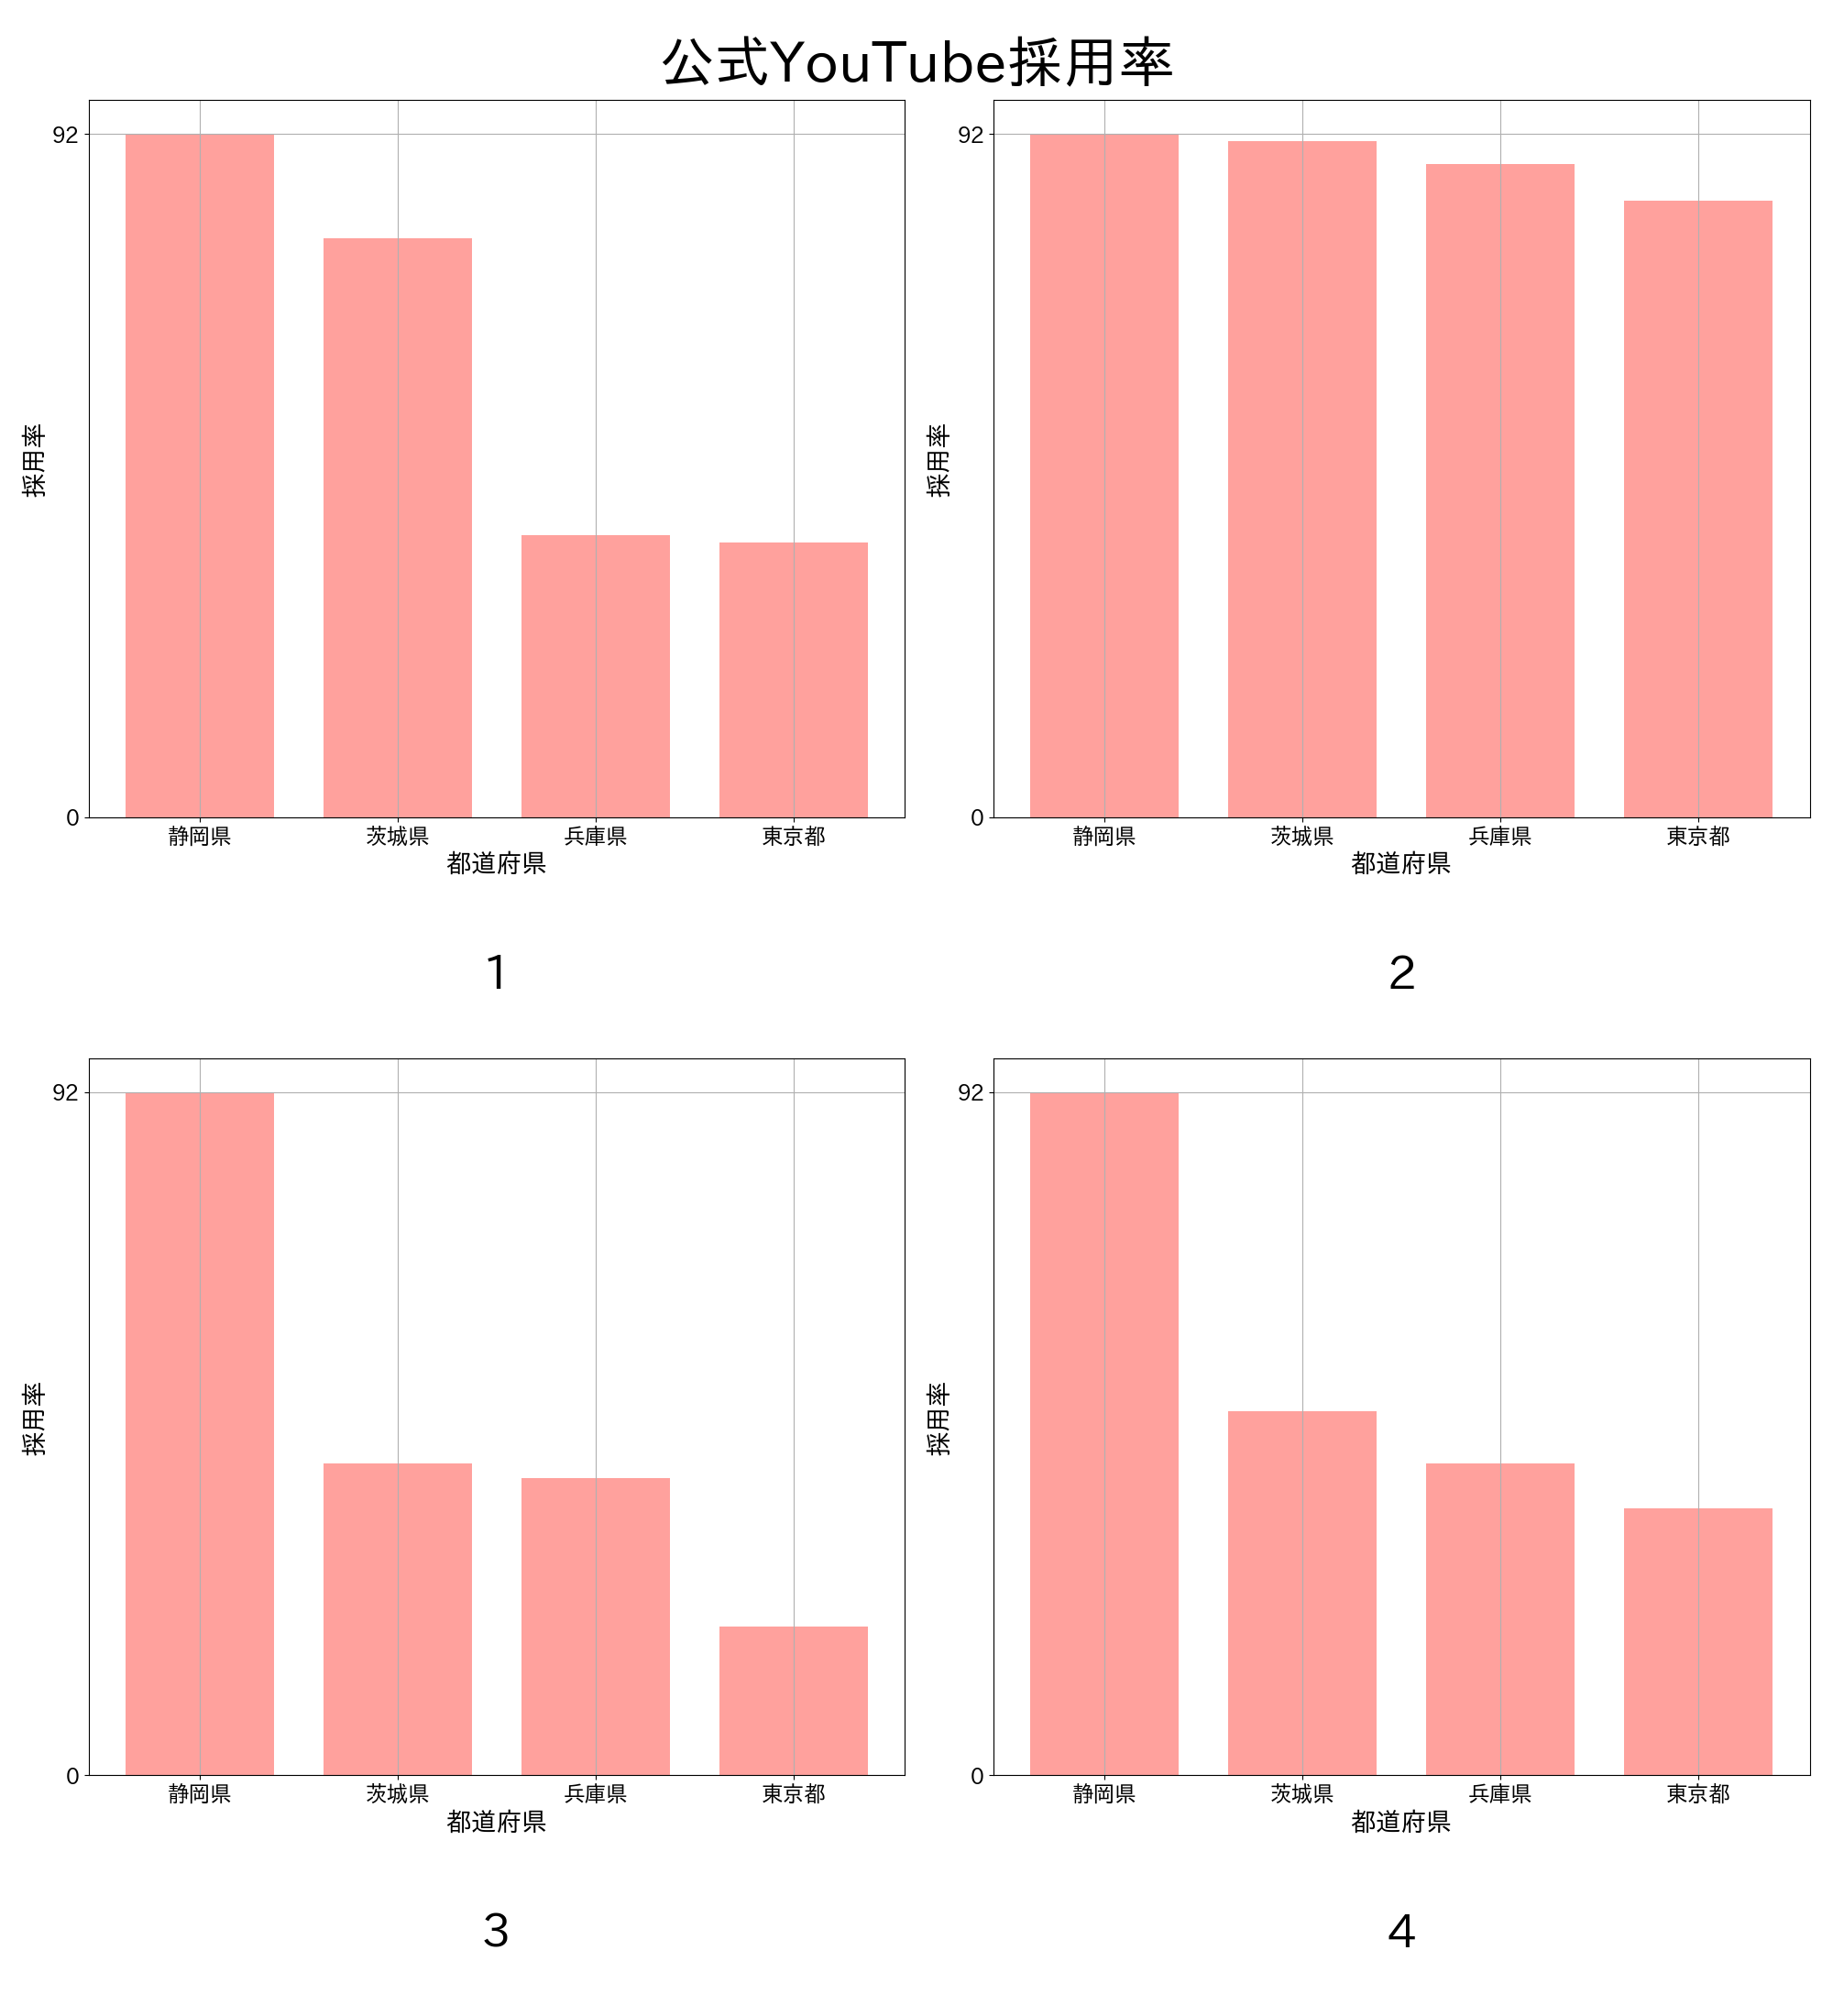 公式YouTube採用率
92
0
採用率
静岡県 茨城県 兵庫県 東京都
都道府県
1
92
0
採用率
静岡県 茨城県 兵庫県 東京都
都道府県
2
92
0
採用率
静岡県 茨城県 兵庫県 東京都
都道府県
3
92
0
採用率
静岡県 茨城県 兵庫県 東京都
都道府県
4